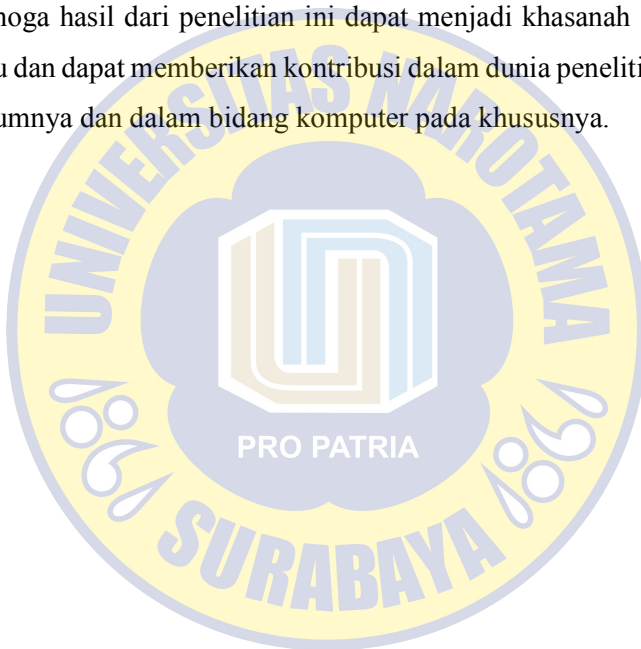 noga hasil dari penelitian ini dapat menjadi khasanah
u dan dapat memberikan kontribusi dalam dunia peneliti
umnya dan dalam bidang komputer pada khususnya.
UNIVERSITAS NAROTAMA
PRO PATRIA
SURABAYA